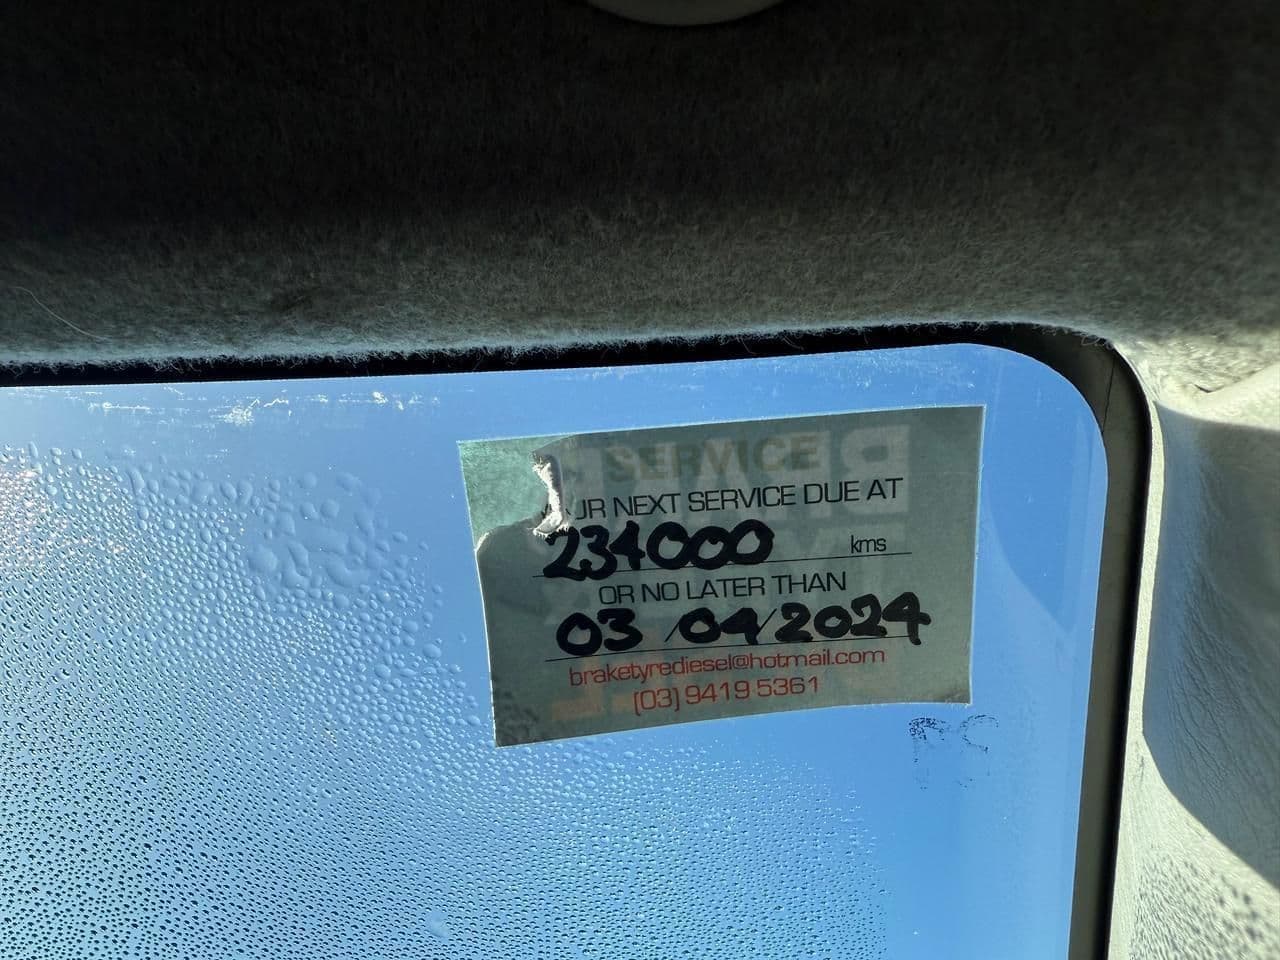 SERVICE
YOUR NEXT SERVICE DUE AT
234000 kms
OR NO LATER THAN
03/04/2024
braketyrediesel@hotmail.com
(03) 9419 5361